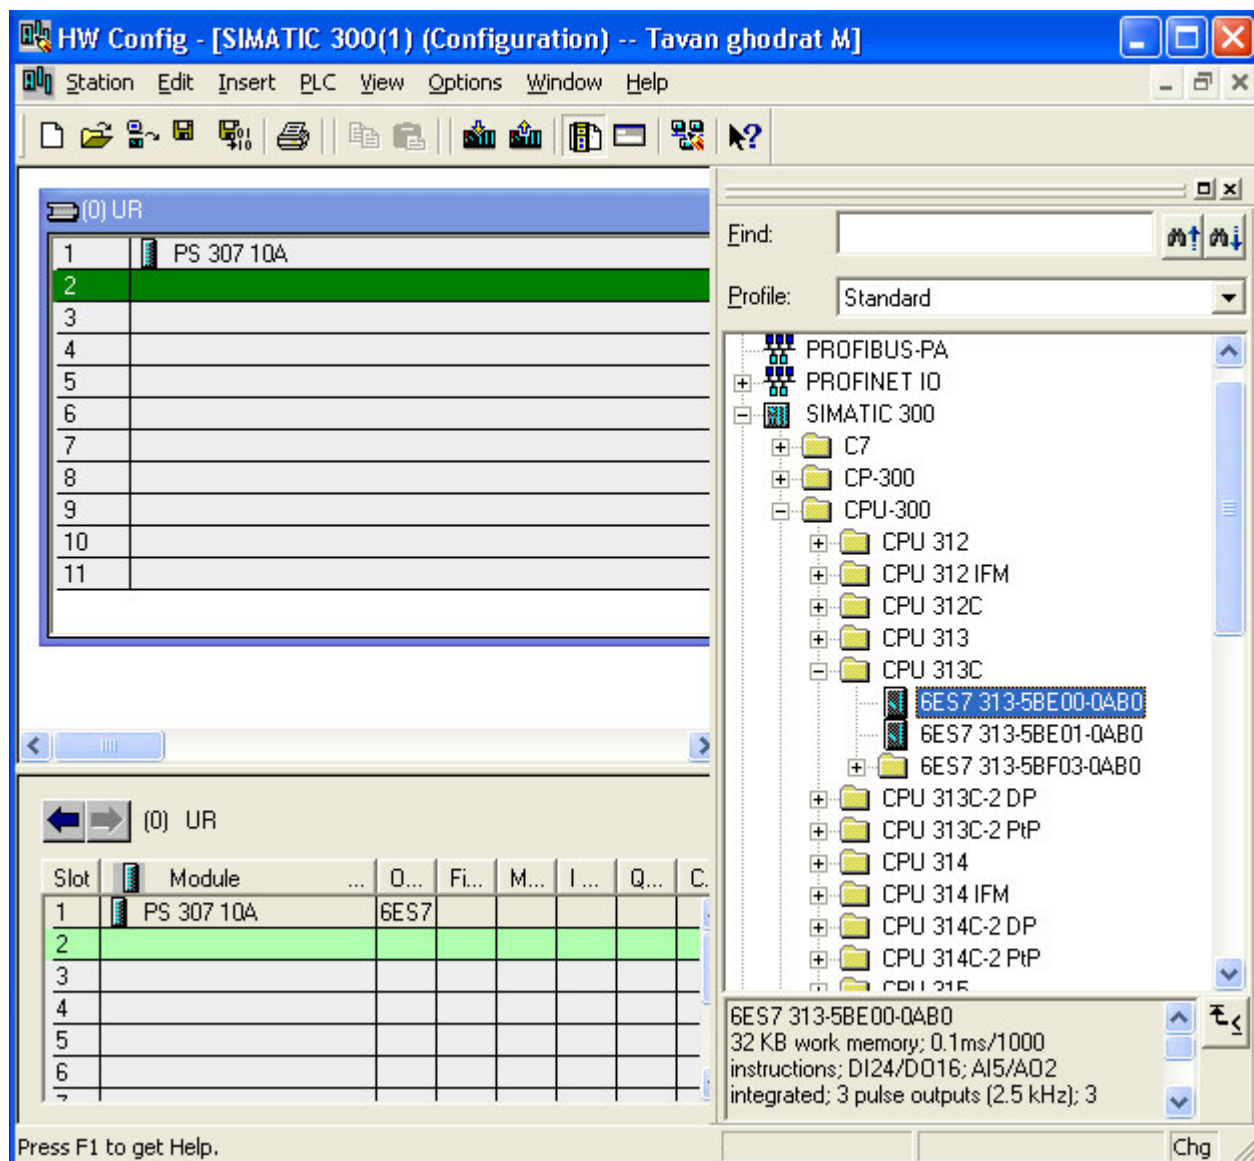 HW Config - [SIMATIC 300(1) (Configuration) -- Tavan ghodrat M]
Station Edit Insert PLC View Options Window Help
(0) UR
1 PS 307 10A
2
3
4
5
6
7
8
9
10
11
Find:
Profile: Standard
PROFIBUS-PA
PROFINET IO
SIMATIC 300
C7
CP-300
CPU-300
CPU 312
CPU 312 IFM
CPU 312C
CPU 313
CPU 313C
6ES7 313-5BE00-0AB0
6ES7 313-5BE01-0AB0
6ES7 313-5BF03-0AB0
CPU 313C-2 DP
CPU 313C-2 PtP
CPU 314
CPU 314 IFM
CPU 314C-2 DP
CPU 314C-2 PtP
CPU 315
(0) UR
Slot Module ... O... Fi... M... I ... Q... C.
1 PS 307 10A 6ES7
2
3
4
5
6
7
6ES7 313-5BE00-0AB0
32 KB work memory; 0.1ms/1000
instructions; DI24/DO16; AI5/AO2
integrated; 3 pulse outputs (2.5 kHz); 3
Press F1 to get Help.
Chg